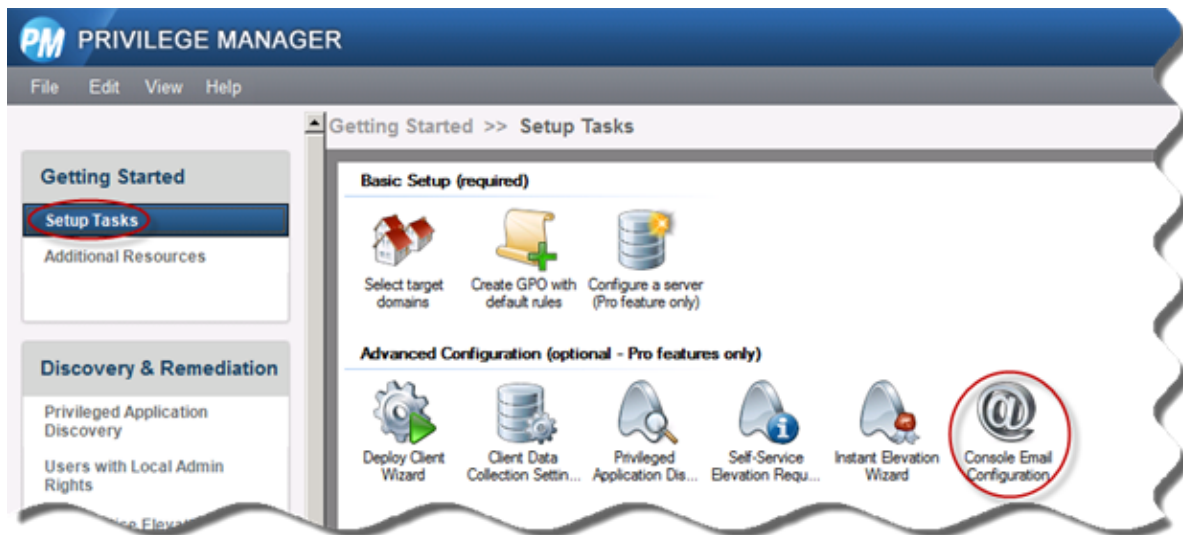 PM PRIVILEGE MANAGER
File Edit View Help
Getting Started >> Setup Tasks
Getting Started
Setup Tasks
Additional Resources
Discovery & Remediation
Privileged Application
Discovery
Users with Local Admin
Rights
Basic Setup (required)
Select target
domains
Create GPO with
default rules
Configure a server
(Pro feature only)
Advanced Configuration (optional - Pro features only)
Deploy Client
Wizard
Client Data
Collection Settin...
Privileged
Application Dis...
Self-Service
Elevation Requ...
Instant Elevation
Wizard
Console Email
Configuration